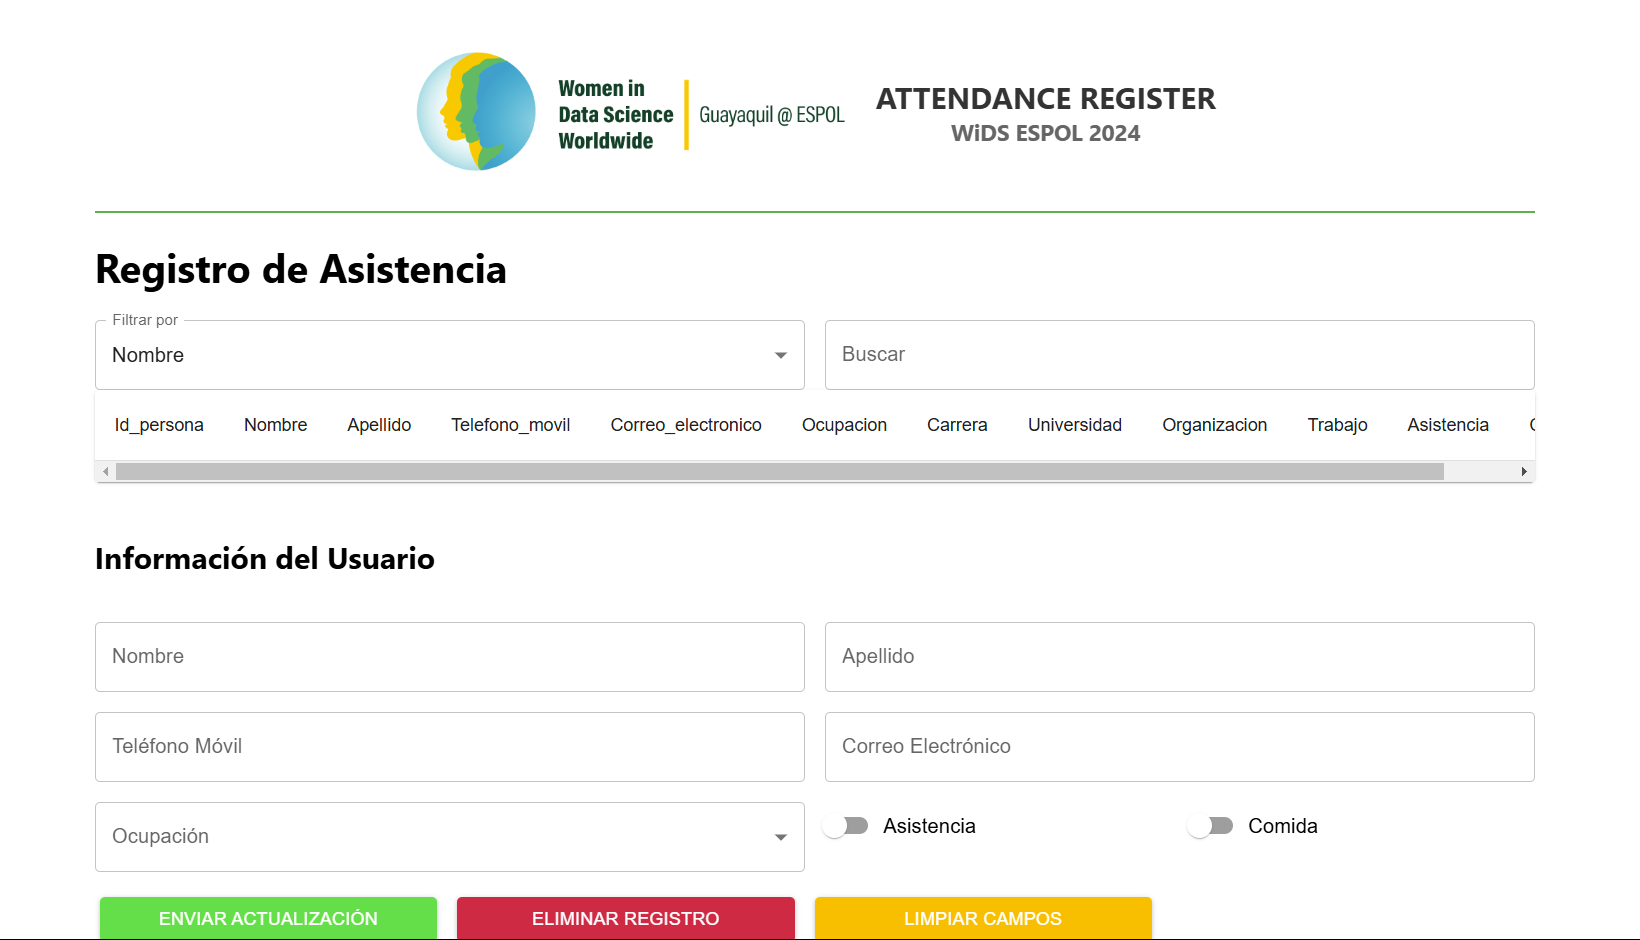 Women in
Data Science
Worldwide
Guayaquil @ ESPOL
ATTENDANCE REGISTER
WiDS ESPOL 2024
Registro de Asistencia
Filtrar por
Nombre
Buscar
Id_persona Nombre Apellido Telefono_movil Correo_electronico Ocupacion Carrera Universidad Organizacion Trabajo Asistencia
Información del Usuario
Nombre
Apellido
Teléfono Móvil
Correo Electrónico
Ocupación
Asistencia
Comida
ENVIAR ACTUALIZACIÓN
ELIMINAR REGISTRO
LIMPIAR CAMPOS